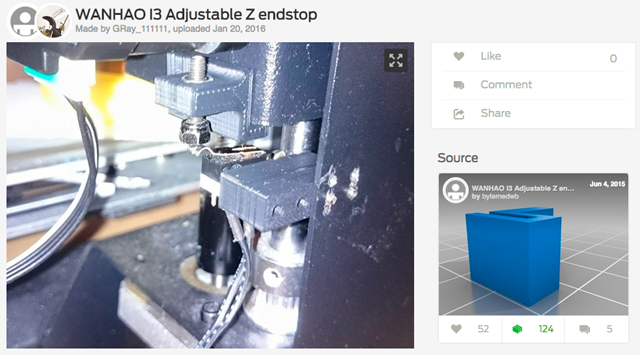 WANHAO I3 Adjustable Z endstop
Made by GRay_111111, uploaded Jan 20, 2016
Like 0
Comment
Share
Source
WANHAO I3 Adjustable Z en... Jun 4, 2015
by bytemedwb
52 124 5